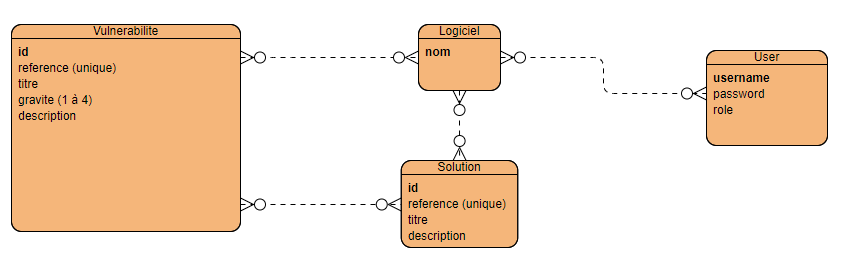 Vulnerabilite
id
reference (unique)
titre
gravite (1 à 4)
description
Logiciel
nom
User
username
password
role
Solution
id
reference (unique)
titre
description